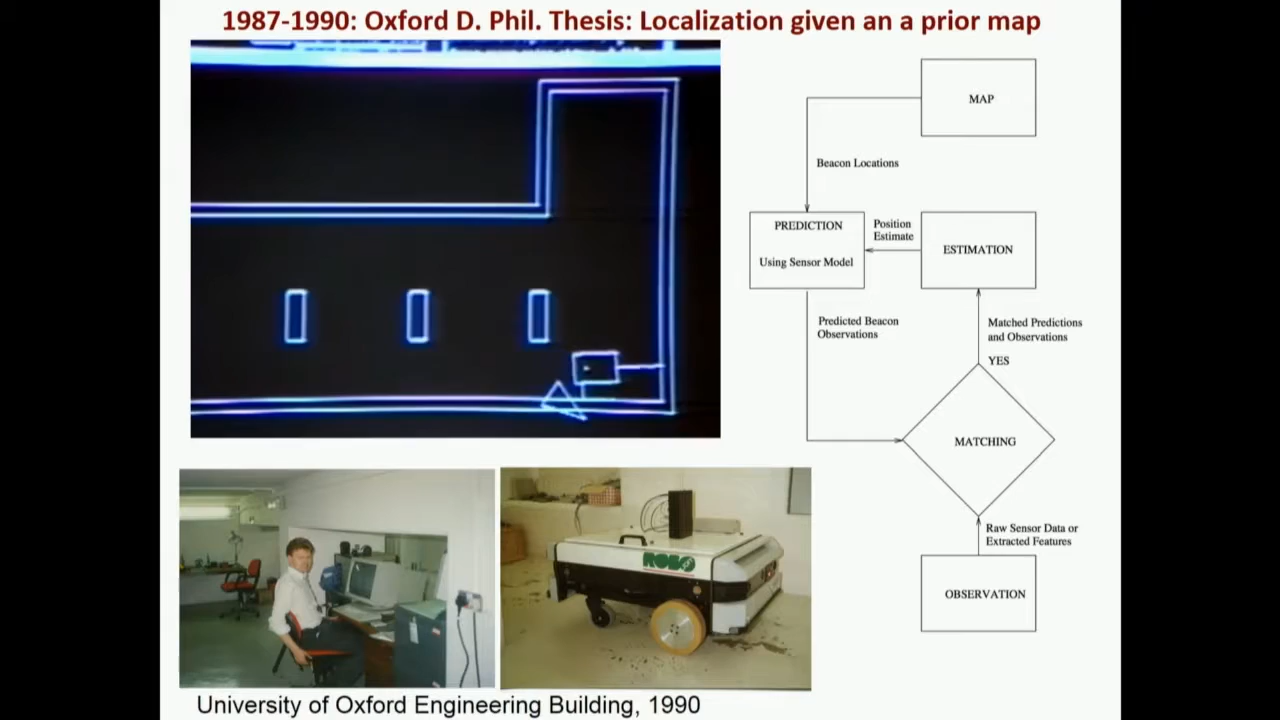 1987-1990: Oxford D. Phil. Thesis: Localization given an a prior map
MAP
Beacon Locations
PREDICTION
Using Sensor Model
Position
Estimate
ESTIMATION
Predicted Beacon
Observations
Matched Predictions
and Observations
YES
MATCHING
Raw Sensor Data or
Extracted Features
OBSERVATION
ROBO
University of Oxford Engineering Building, 1990